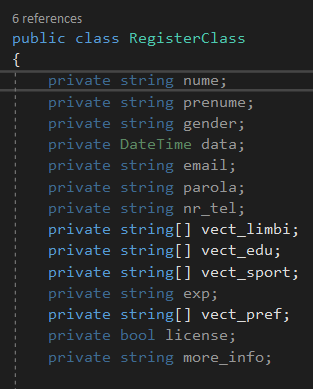 6 references
public class RegisterClass
{
private string nume;
private string prenume;
private string gender;
private DateTime data;
private string email;
private string parola;
private string nr_tel;
private string[] vect_limbi;
private string[] vect_edu;
private string[] vect_sport;
private string exp;
private string[] vect_pref;
private bool license;
private string more_info;